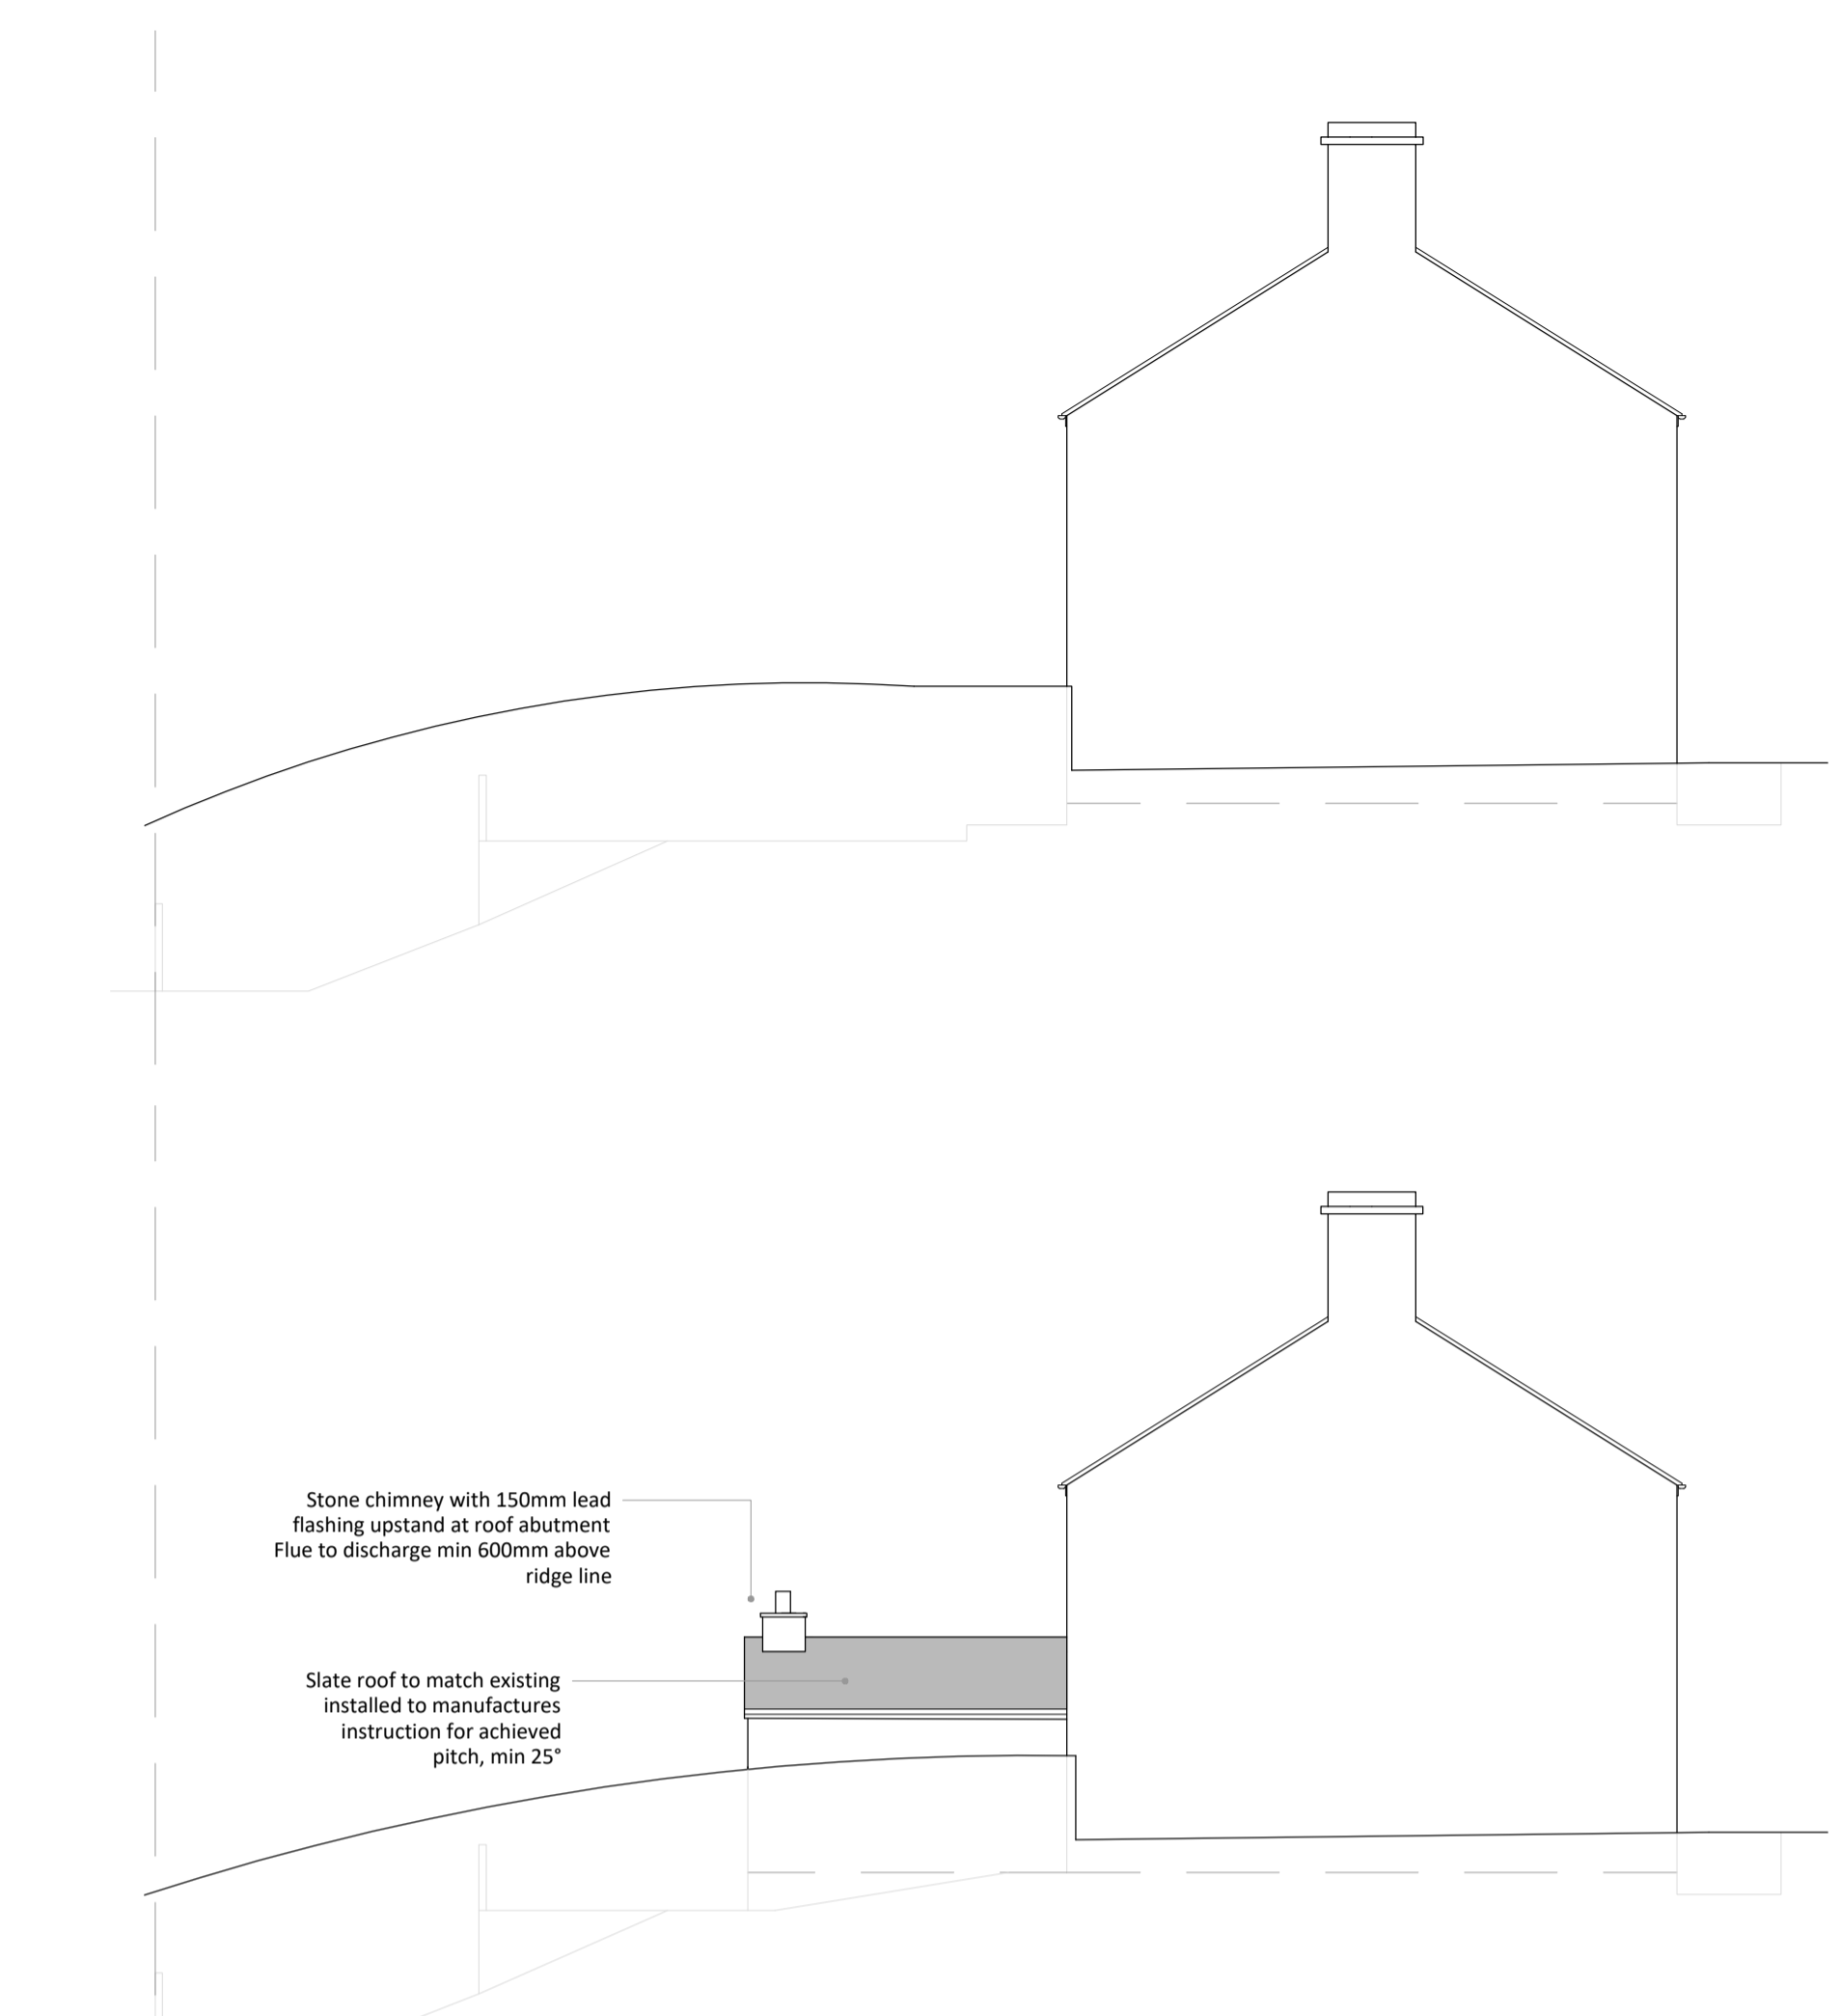 Stone chimney with 150mm lead
flashing upstand at roof abutment
Flue to discharge min 600mm above
ridge line
Slate roof to match existing
installed to manufactures
instruction for achieved
pitch, min 25°